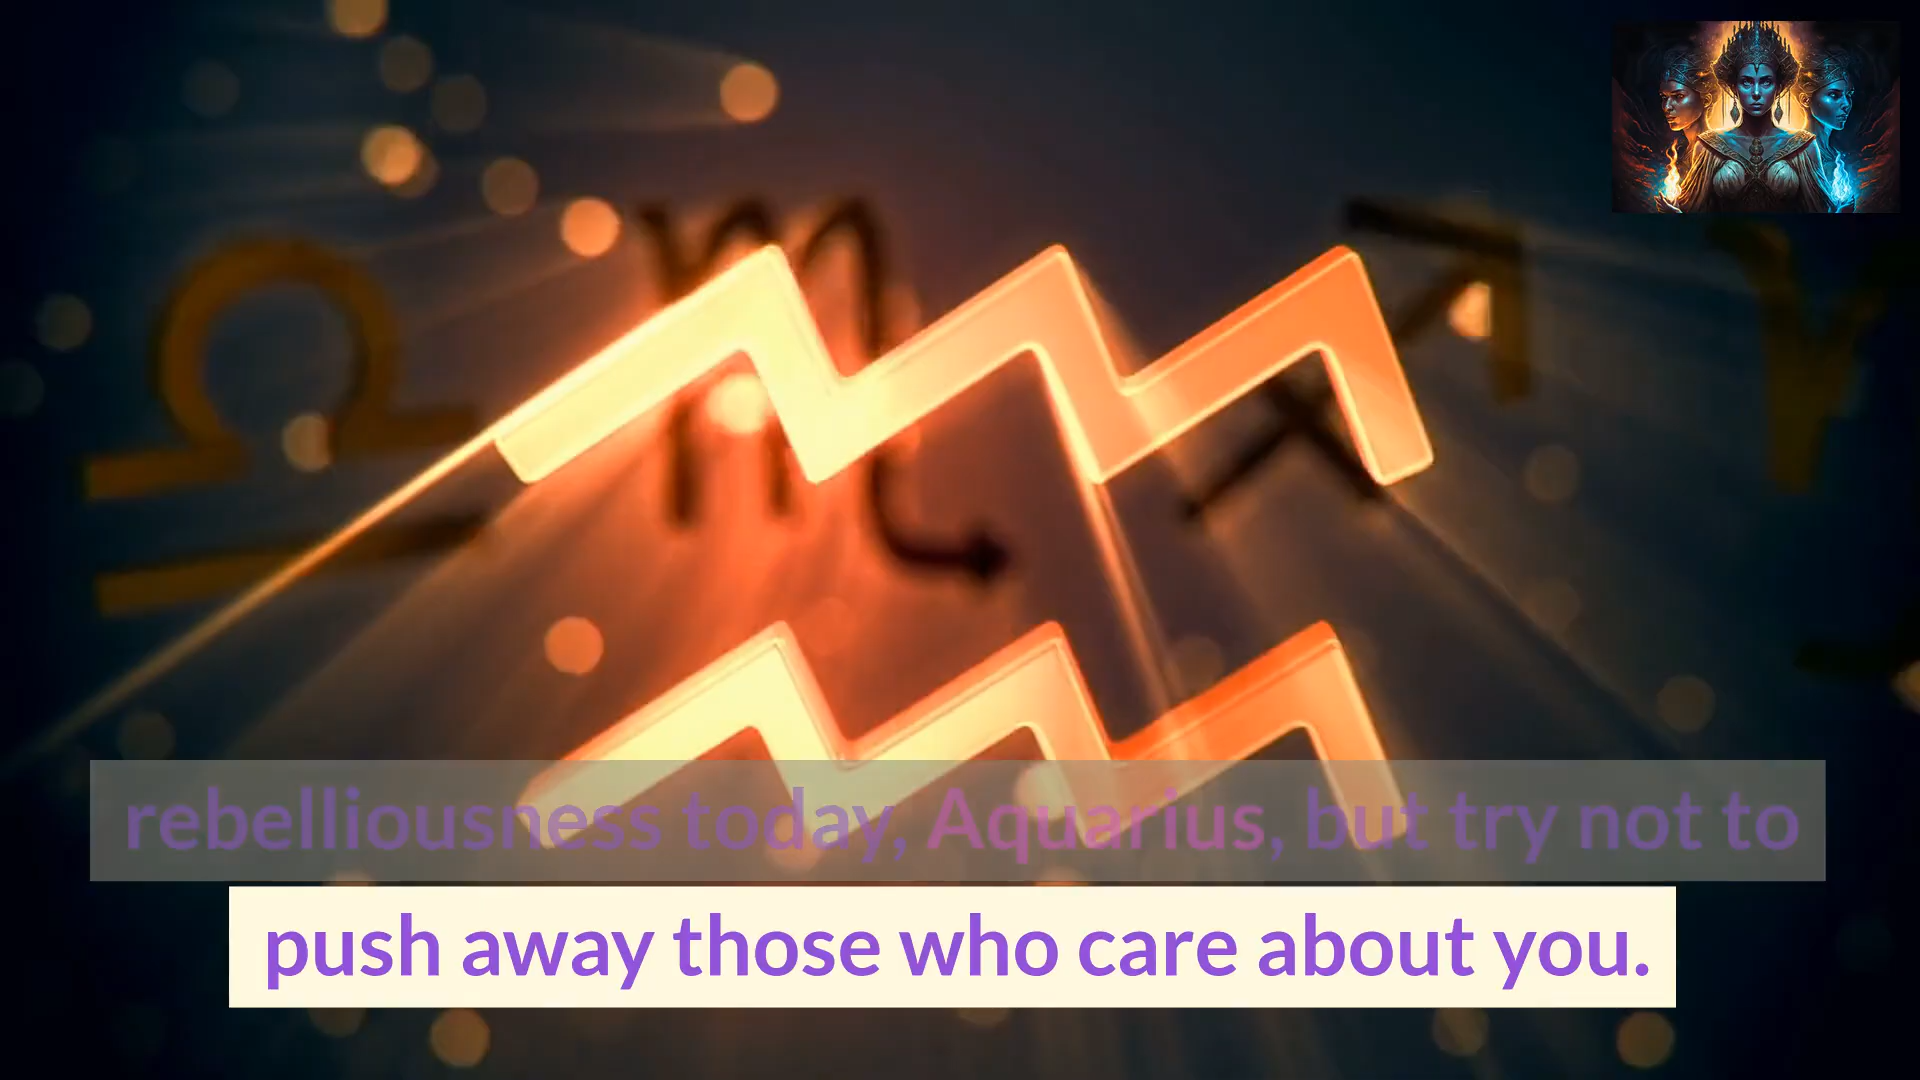 rebelliousness today, Aquarius, but try not to
push away those who care about you.